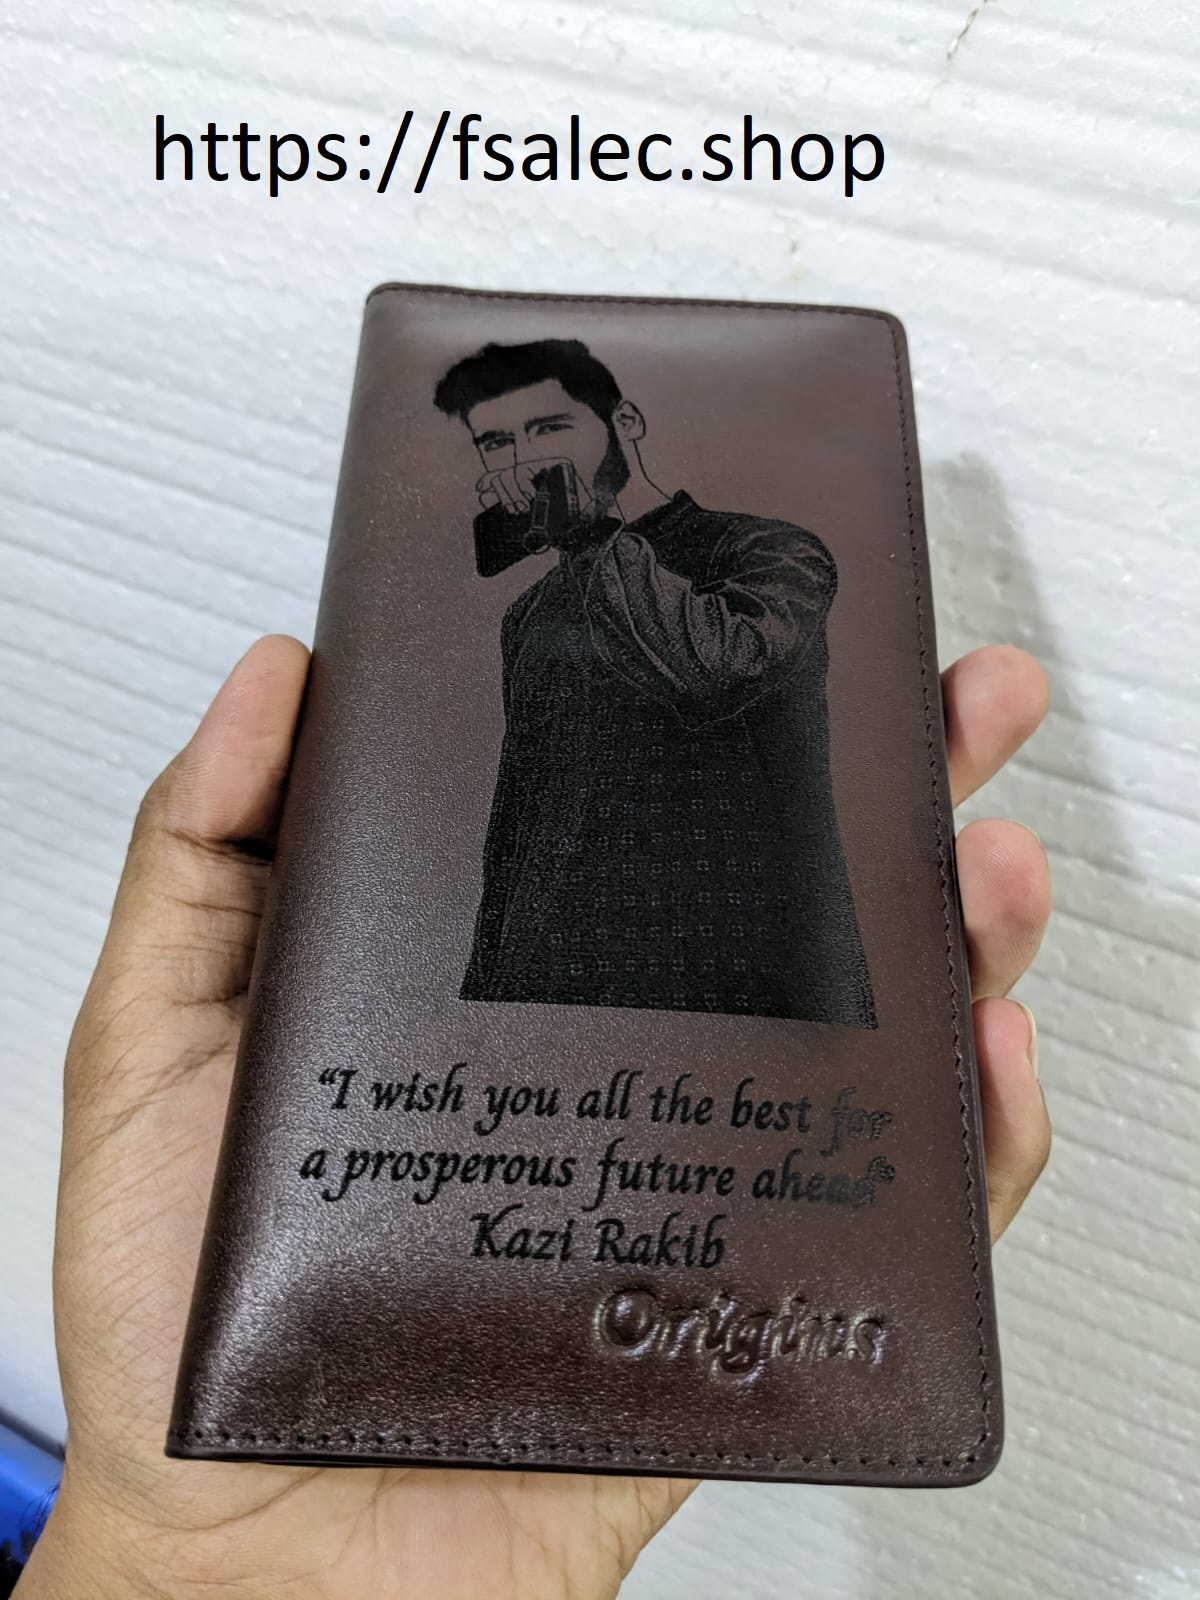 https://fsalec.shop
“I wish you all the best for
a prosperous future ahead“
Kazi Rakib
Origins